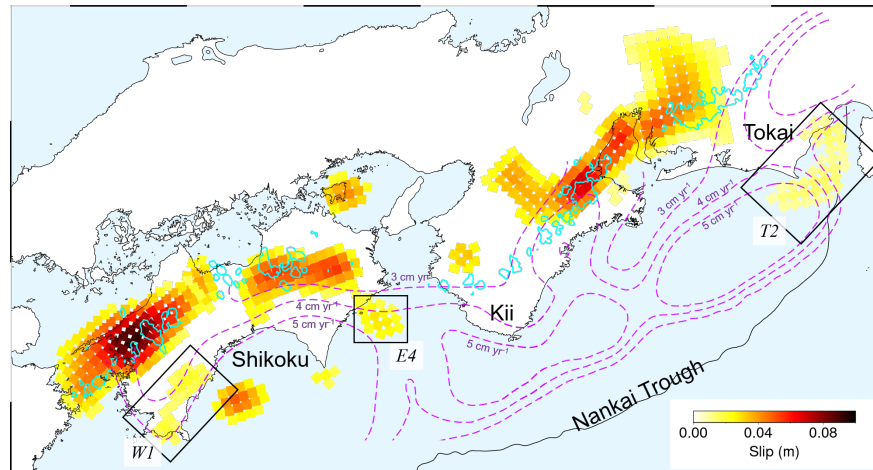 Tokai
3 cm yr⁻¹
4 cm yr⁻¹
5 cm yr⁻¹
T2
3 cm yr⁻¹
4 cm yr⁻¹
5 cm yr⁻¹
Kii
5 cm yr⁻¹
Shikoku
E4
W1
Nankai Trough
0.00 0.04 0.08
Slip (m)